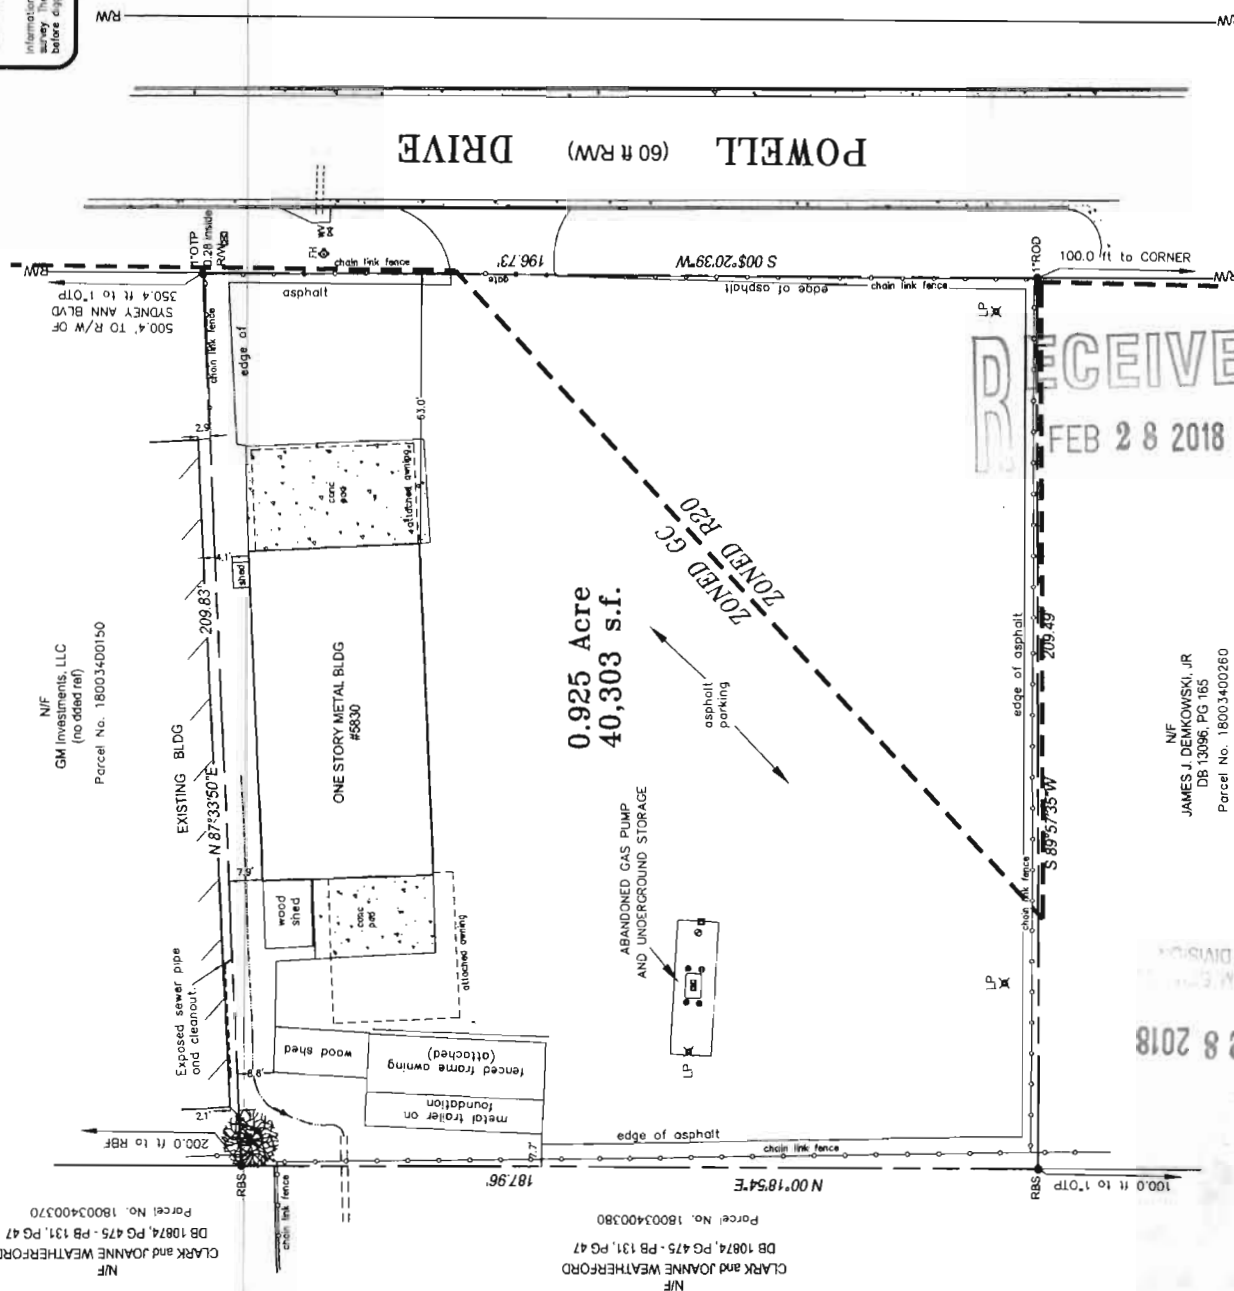 Information
survey. The
before digg
R/W
R/W
POWELL DRIVE
(60 ft R/W)
1"OTP
0.28 inside
R/W
FH
WV
R/W
chain link fence
196.73'
gate
S 00°20'39"W
edge of asphalt
chain link fence
1"ROD
100.0 ft to CORNER
R/W
500.4' TO R/W OF
SYDNEY ANN BLVD
350.4 ft to 1"OTP
chain link fence
edge of
asphalt
LP
RECEIVE
FEB 28 2018
2.9'
63.0'
conc
pad
attached awning
4.1'
shed
ZONED GC
ZONED R20
N/F
GM Investments, LLC
(no deed ref)
Parcel No. 18003400150
EXISTING BLDG
N 87°33'50"E
209.83'
ONE STORY METAL BLDG
#5830
0.925 Acre
40,303 s.f.
asphalt
parking
edge of asphalt
209.49'
S 89°57'35"W
chain link fence
N/F
JAMES J. DEMKOWSKI, JR
DB 13096, PG 165
Parcel No. 18003400260
7.9'
wood
shed
conc
pad
attached awning
ABANDONED GAS PUMP
AND UNDERGROUND STORAGE
Exposed sewer pipe
and cleanout
LP
LP
8.8'
wood shed
fenced frame awning
(attached)
metal trailer on
foundation
2.1'
200.0 ft to RBF
7.7'
edge of asphalt
chain link fence
RBS
187.96'
N 00°18'54"E
RBS
100.0 ft to 1"OTP
chain link fence
N/F
CLARK and JOANNE WEATHERFORD
DB 10874, PG 475 - PB 131, PG 47
Parcel No. 18003400370
N/F
CLARK and JOANNE WEATHERFORD
DB 10874, PG 475 - PB 131, PG 47
Parcel No. 18003400380
8 2018